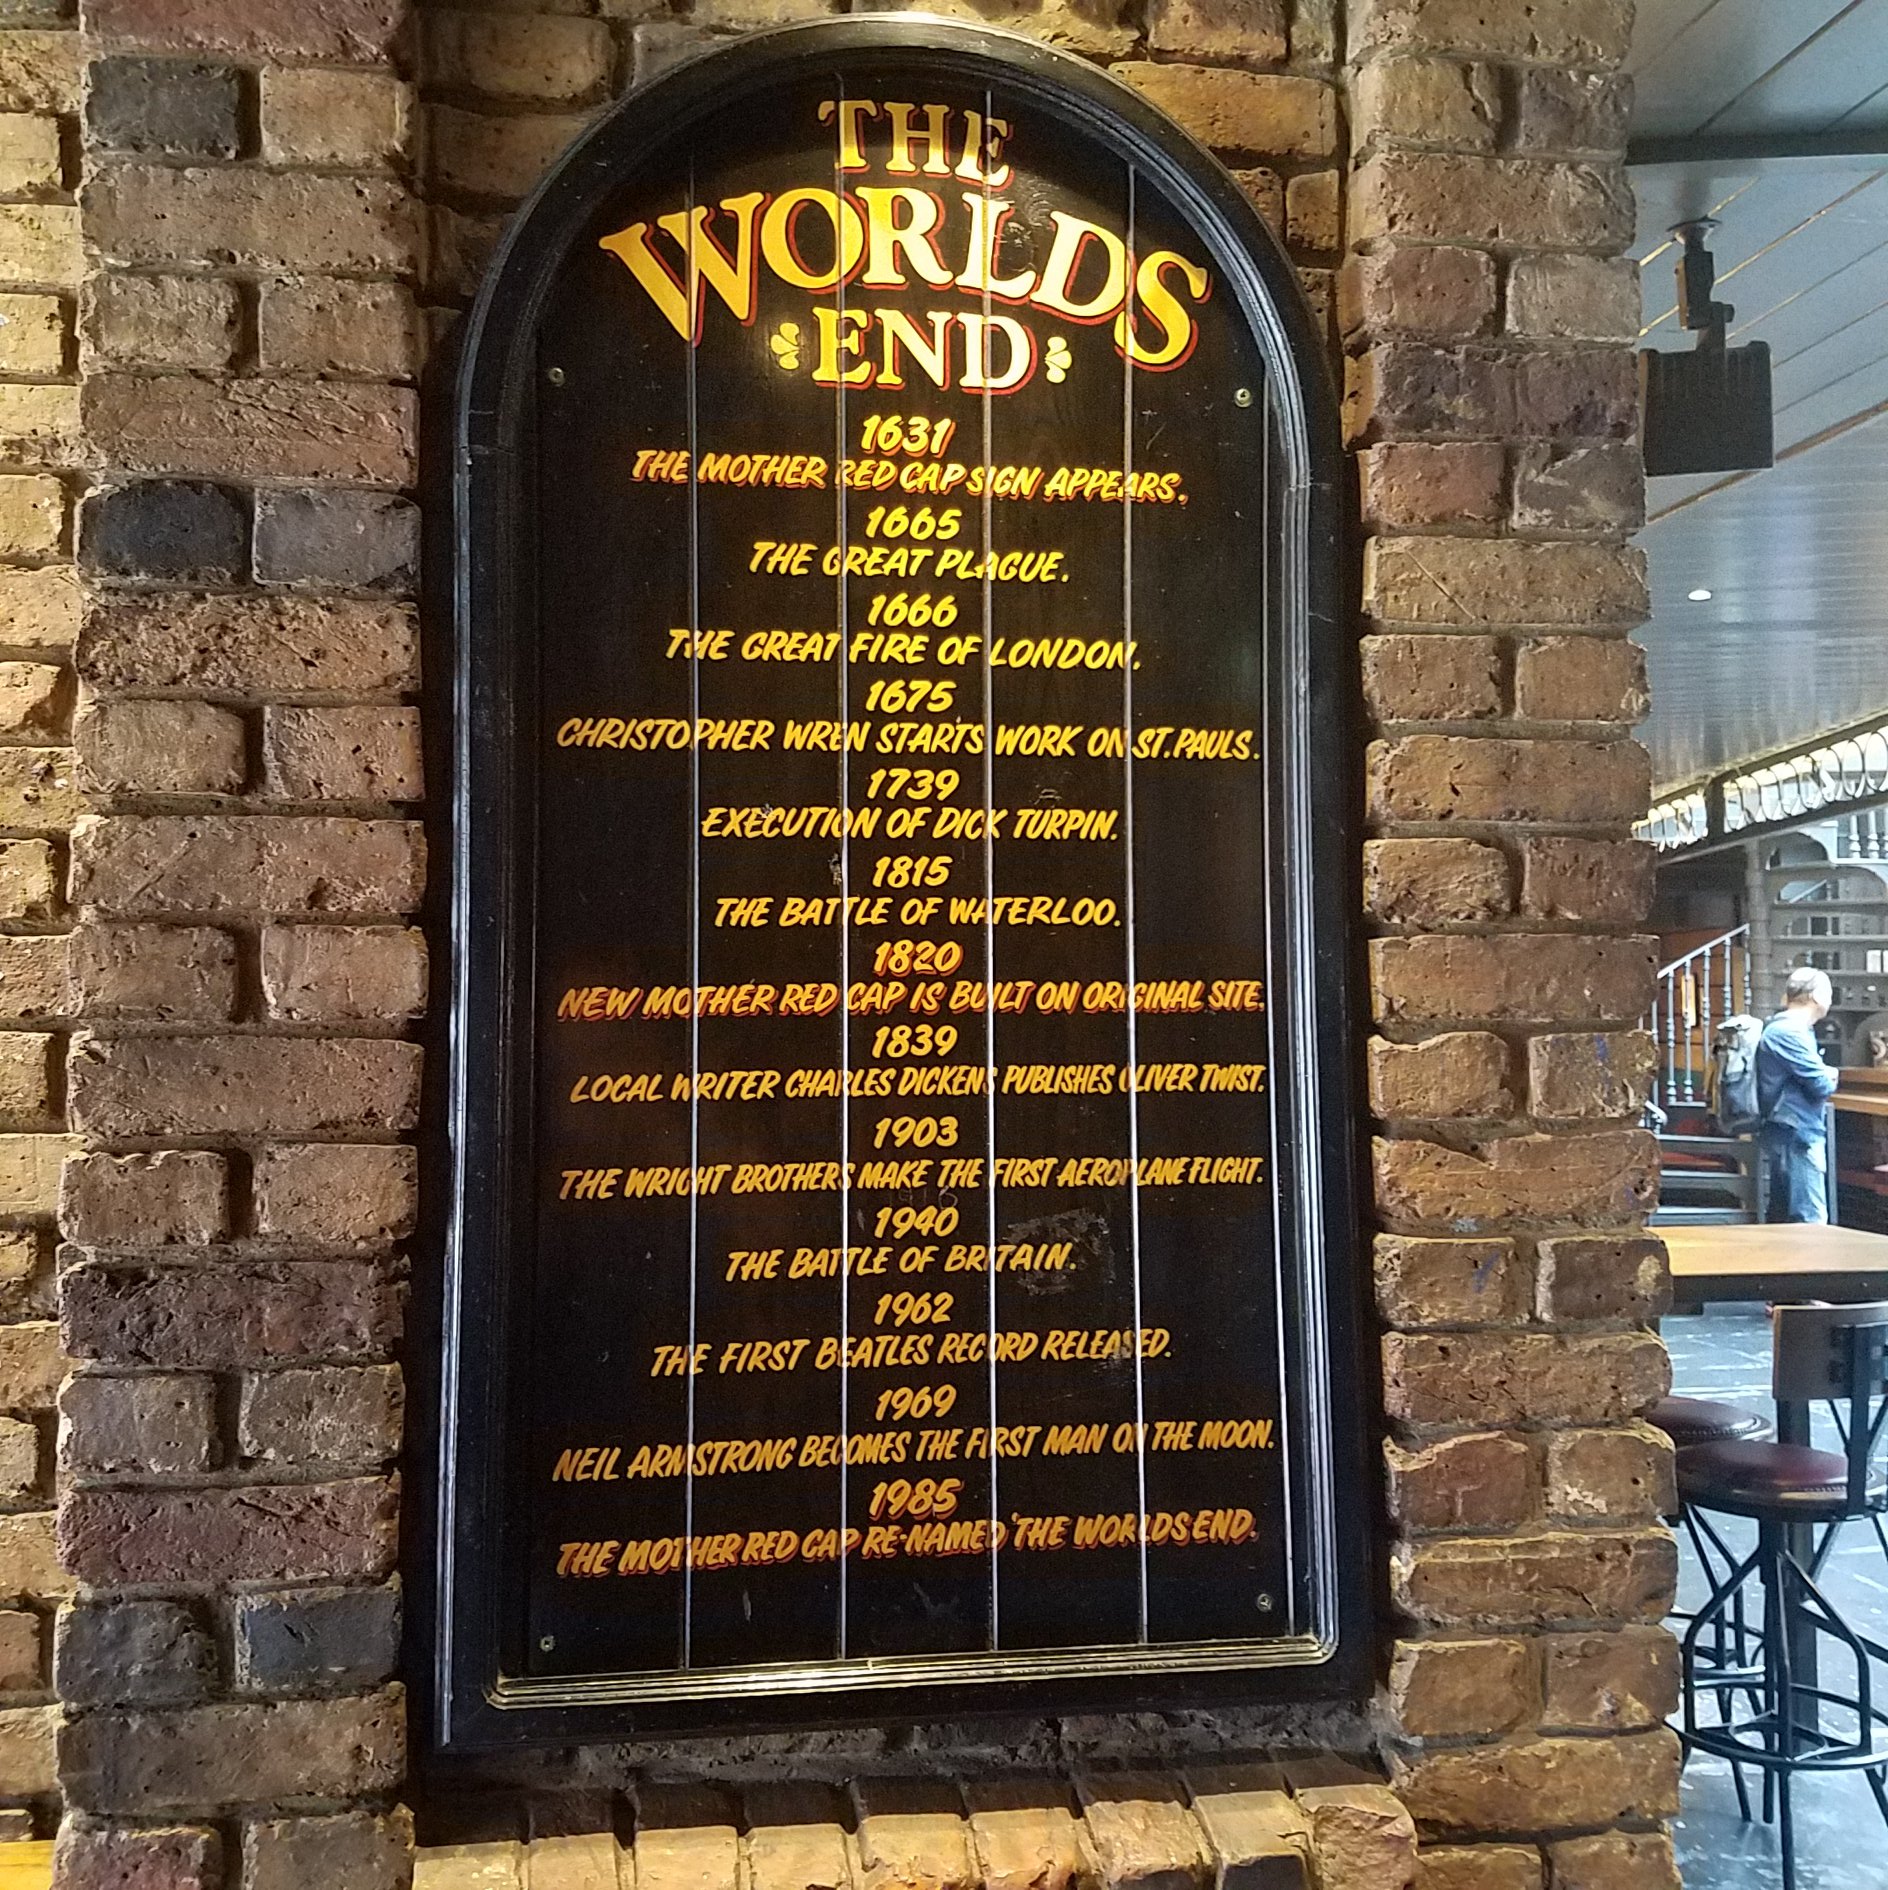 THE
WORLDS
END
1631
THE MOTHER RED CAP SIGN APPEARS.
1665
THE GREAT PLAGUE.
1666
THE GREAT FIRE OF LONDON.
1675
CHRISTOPHER WREN STARTS WORK ON ST. PAULS.
1739
EXECUTION OF DICK TURPIN.
1815
THE BATTLE OF WATERLOO.
1820
NEW MOTHER RED CAP IS BUILT ON ORIGINAL SITE.
1839
LOCAL WRITER CHARLES DICKENS PUBLISHES OLIVER TWIST.
1903
THE WRIGHT BROTHERS MAKE THE FIRST AEROPLANE FLIGHT.
1940
THE BATTLE OF BRITAIN.
1962
THE FIRST BEATLES RECORD RELEASED.
1969
NEIL ARMSTRONG BECOMES THE FIRST MAN ON THE MOON.
1985
THE MOTHER RED CAP RE-NAMED 'THE WORLDS END.